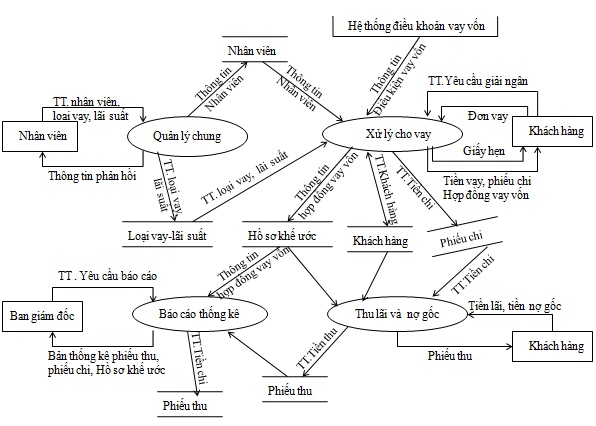 Hệ thống điều khoản vay vốn
Nhân viên
Thông tin
Nhân viên
Thông tin
Nhân viên
Thông tin
Điều kiện vay vốn
TT.Yêu cầu giải ngân
TT. nhân viên,
loại vay, lãi suất
Đơn vay
Nhân viên
Quản lý chung
Xử lý cho vay
Khách hàng
Giấy hẹn
Thông tin phản hồi
TT. loại vay,
lãi suất
TT. loại vay, lãi suất
Thông tin
hợp đồng vay vốn
TT.Khách hàng
TT.Tiền chi
Tiền vay, phiếu chi
Hợp đồng vay vốn
Loại vay-lãi suất
Hồ sơ khế ước
Khách hàng
Phiếu chi
Thông tin
hợp đồng vay vốn
TT.Tiền chi
TT . Yêu cầu báo cáo
Ban giám đốc
Báo cáo thống kê
Thu lãi và nợ gốc
Tiền lãi, tiền nợ gốc
Khách hàng
Bản thống kê phiếu thu,
phiếu chi, Hồ sơ khế ước
TT.Tiền chi
TT.Tiền thu
Phiếu thu
Phiếu thu
Phiếu thu